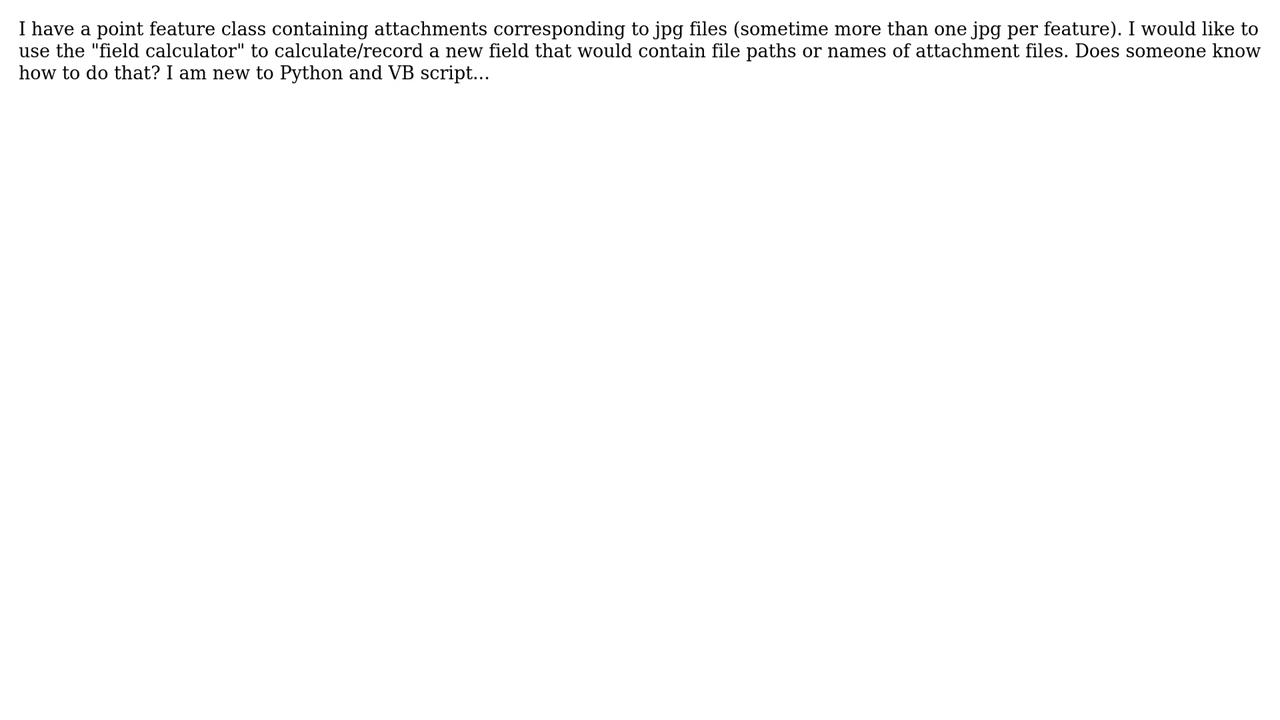 I have a point feature class containing attachments corresponding to jpg files (sometime more than one jpg per feature). I would like to
use the "field calculator" to calculate/record a new field that would contain file paths or names of attachment files. Does someone know
how to do that? I am new to Python and VB script...